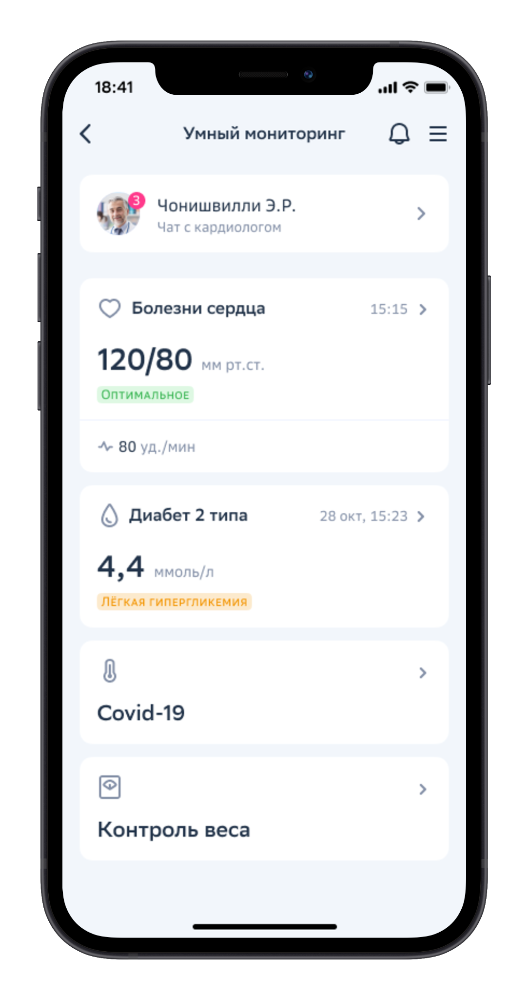 18:41
Умный мониторинг
3
Чонишвилли Э.Р.
Чат с кардиологом
Болезни сердца 15:15
120/80 мм рт.ст.
Оптимальное
80 уд./мин
Диабет 2 типа 28 окт, 15:23
4,4 ммоль/л
Лёгкая гипергликемия
Covid-19
Контроль веса